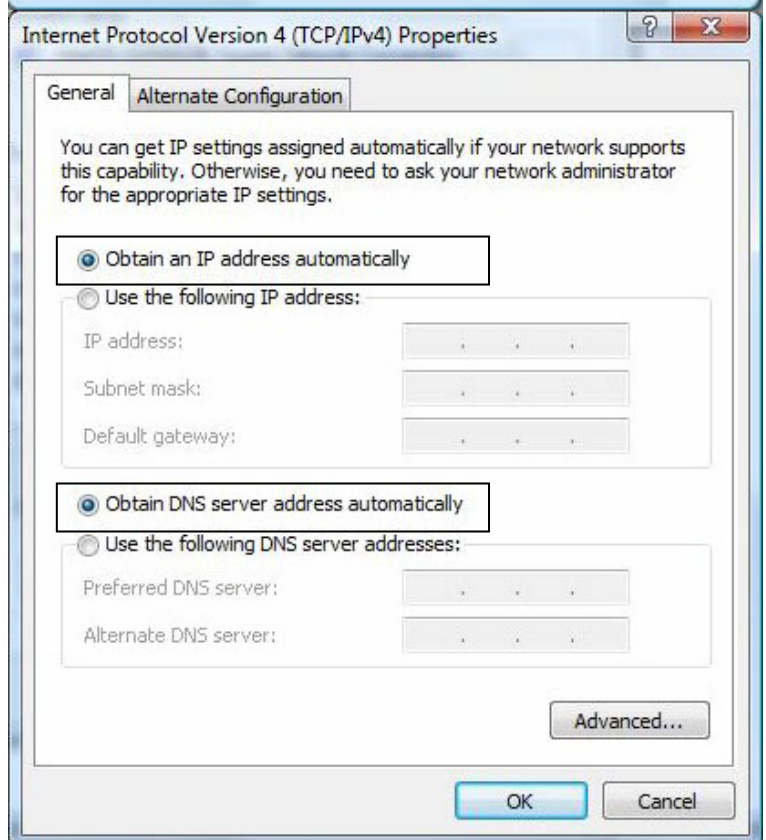 Internet Protocol Version 4 (TCP/IPv4) Properties
General
Alternate Configuration
You can get IP settings assigned automatically if your network supports
this capability. Otherwise, you need to ask your network administrator
for the appropriate IP settings.
Obtain an IP address automatically
Use the following IP address:
IP address:
Subnet mask:
Default gateway:
Obtain DNS server address automatically
Use the following DNS server addresses:
Preferred DNS server:
Alternate DNS server:
Advanced...
OK
Cancel